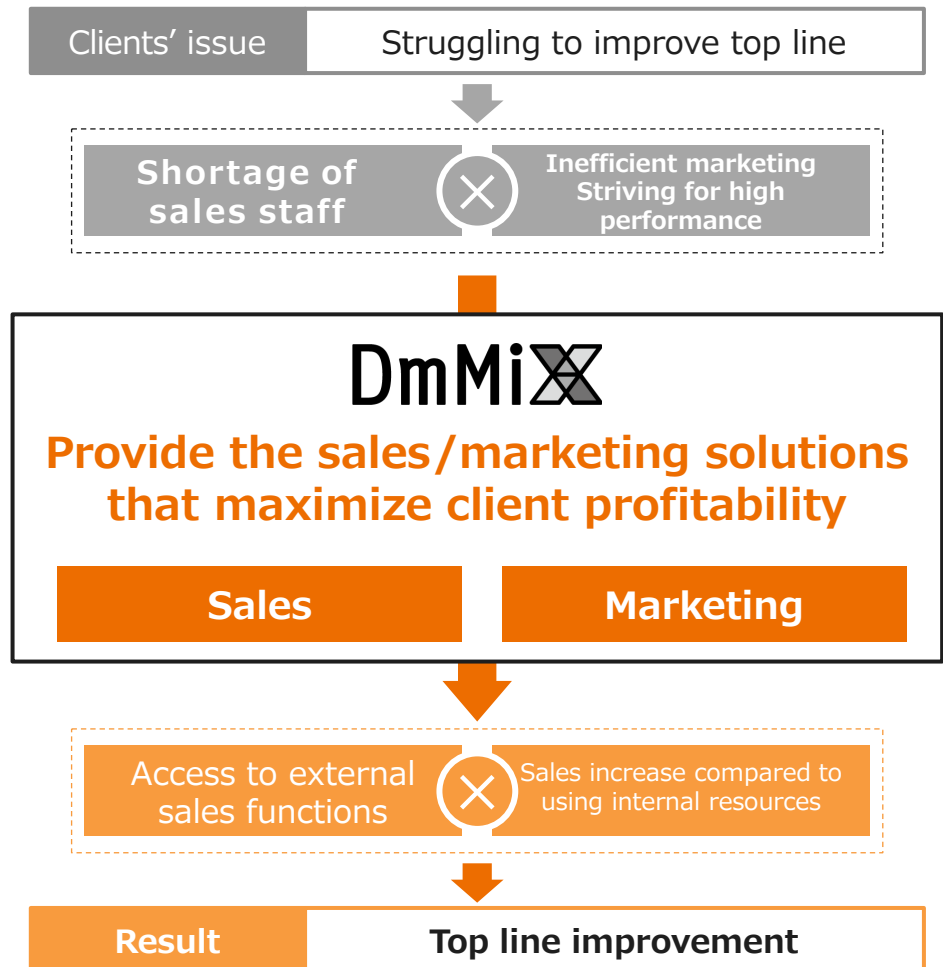 Clients’ issue
Struggling to improve top line
Shortage of
sales staff
Inefficient marketing
Striving for high
performance
DmMiX
Provide the sales/marketing solutions
that maximize client profitability
Sales
Marketing
Access to external
sales functions
Sales increase compared to
using internal resources
Result
Top line improvement